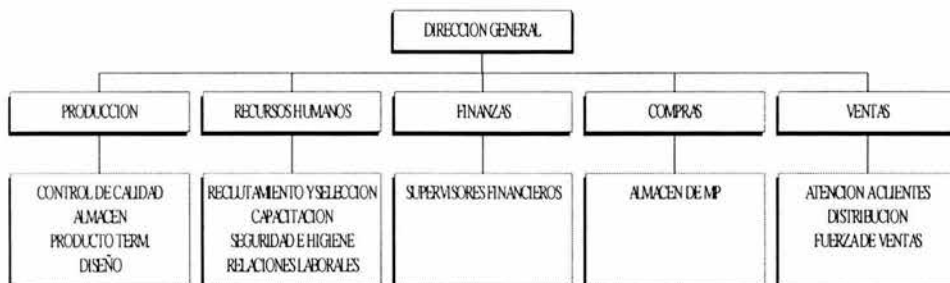 DIRECCION GENERAL
PRODUCCION
RECURSOS HUMANOS
FINANZAS
COMPRAS
VENTAS
CONTROL DE CALIDAD
ALMACEN
PRODUCTO TERM.
DISEÑO
RECLUTAMIENTO Y SELECCION
CAPACITACION
SEGURIDAD E HIGIENE
RELACIONES LABORALES
SUPERVISORES FINANCIEROS
ALMACEN DE MP
ATENCION A CLIENTES
DISTRIBUCION
FUERZA DE VENTAS